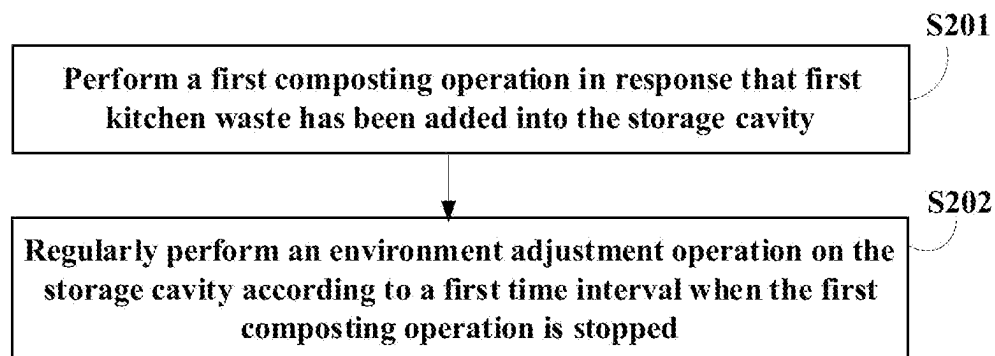 S201
Perform a first composting operation in response that first
kitchen waste has been added into the storage cavity
S202
Regularly perform an environment adjustment operation on the
storage cavity according to a first time interval when the first
composting operation is stopped